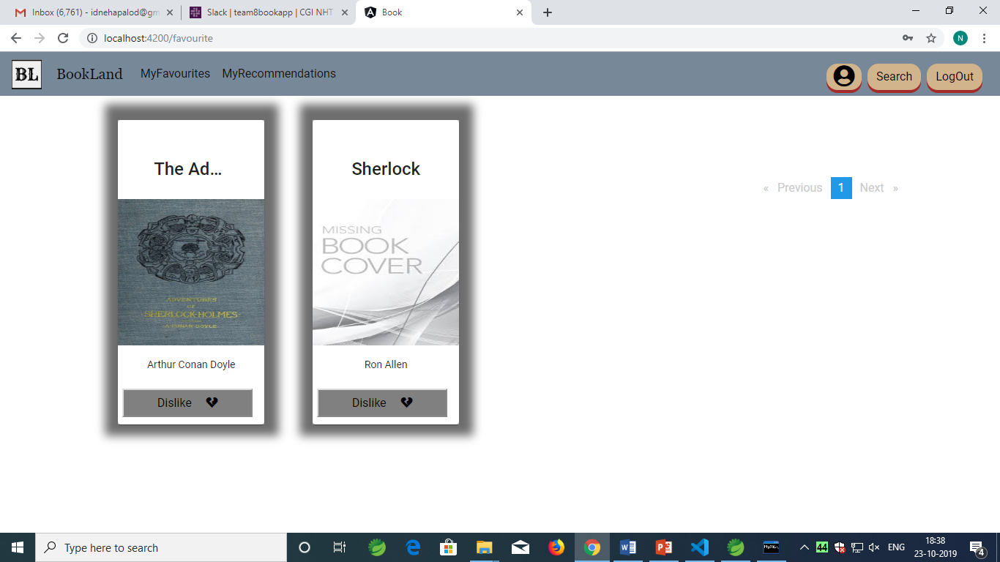 Inbox (6,761) - idnehapalod@gm
Slack | team8bookapp | CGI NHT
Book
localhost:4200/favourite
N
BL
BookLand
MyFavourites
MyRecommendations
Search
LogOut
The Ad...
Sherlock
« Previous 1 Next »
ADVENTURES
OF
SHERLOCK·HOLMES·
A CONAN DOYLE
MISSING
BOOK
COVER
Arthur Conan Doyle
Ron Allen
Dislike
Dislike
Type here to search
44
ENG
18:38
23-10-2019
4